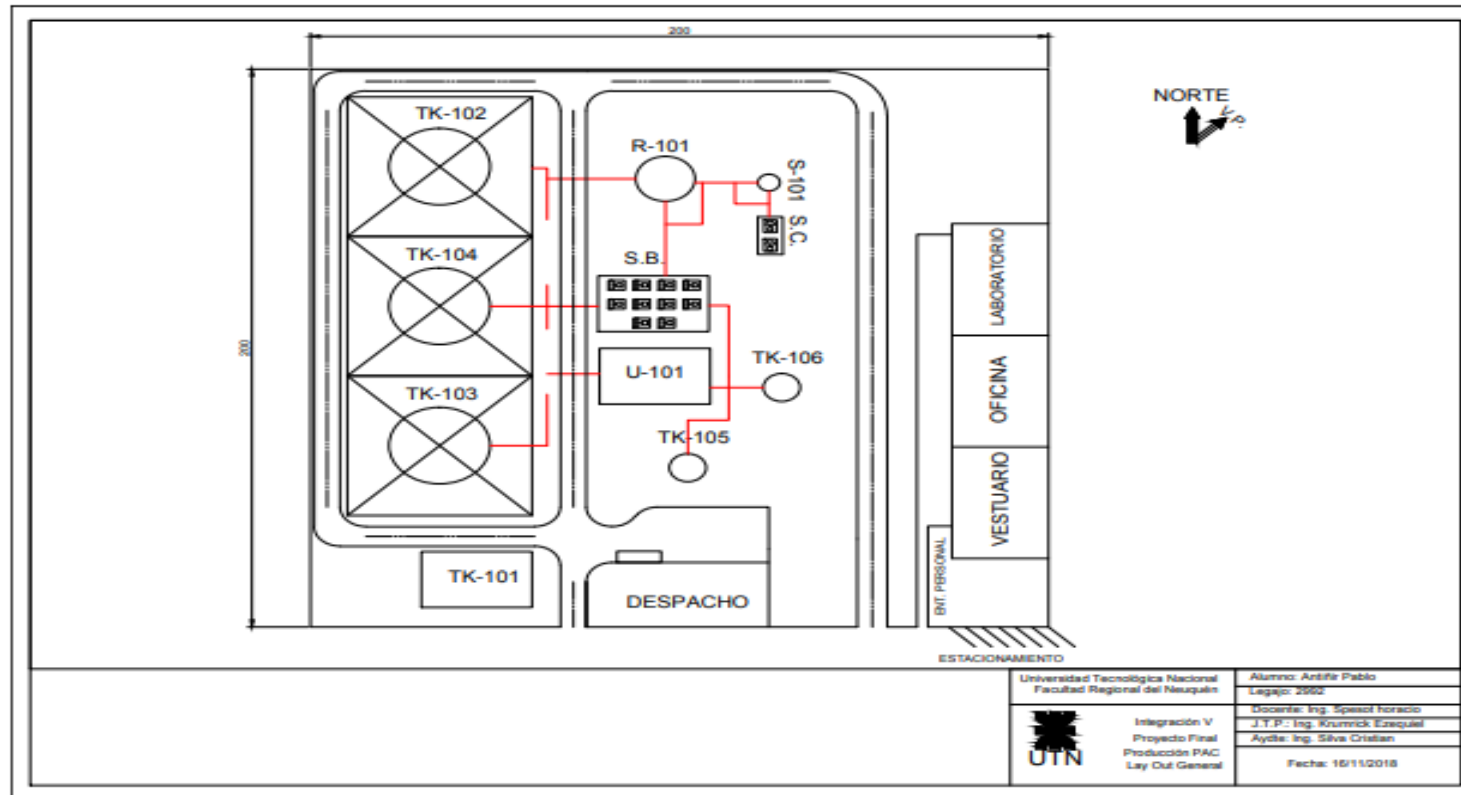 200
NORTE
V.P.
TK-102
R-101
S-101
S.C.
TK-104
S.B.
LABORATORIO
200
U-101
TK-106
OFICINA
TK-103
TK-105
VESTUARIO
TK-101
DESPACHO
ENT. PERSONAL
ESTACIONAMIENTO
Universidad Tecnológica Nacional
Facultad Regional del Neuquén
Alumno: Antiñir Pablo
Legajo: 2992
Docente: Ing. Spesot horacio
J.T.P.: Ing. Krumrick Ezequiel
Aydte: Ing. Silva Cristian
Fecha: 16/11/2018
UTN
Integración V
Proyecto Final
Producción PAC
Lay Out General